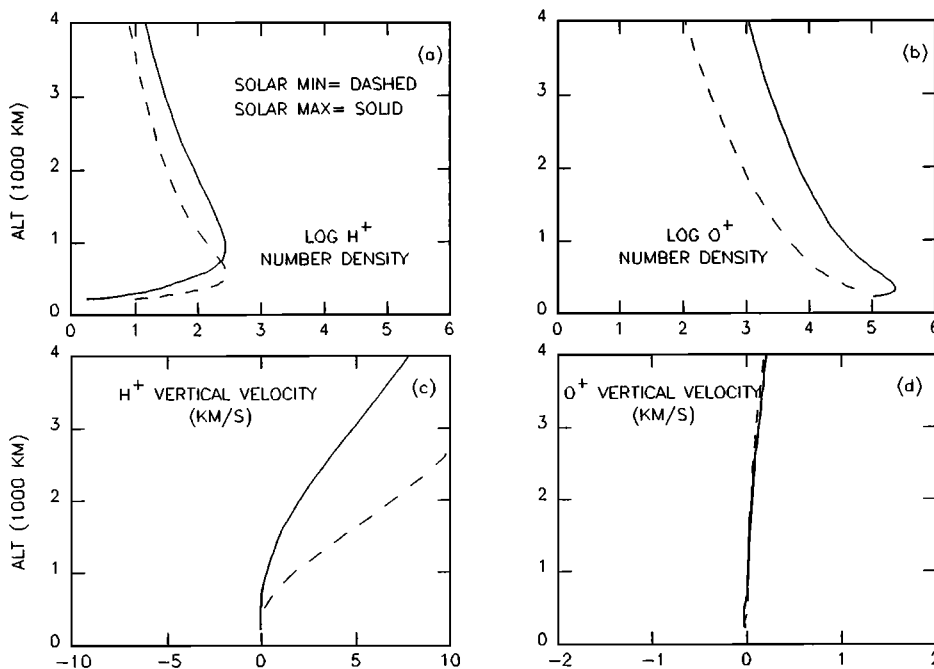 4
3
2
1
0
ALT (1000 KM)
(a)
SOLAR MIN= DASHED
SOLAR MAX= SOLID
LOG H+
NUMBER DENSITY
0 1 2 3 4 5 6
4
3
2
1
0
(b)
LOG O+
NUMBER DENSITY
0 1 2 3 4 5 6
4
3
2
1
0
ALT (1000 KM)
H+ VERTICAL VELOCITY
(KM/S)
(c)
-10 -5 0 5 10
4
3
2
1
0
O+ VERTICAL VELOCITY
(KM/S)
(d)
-2 -1 0 1 2